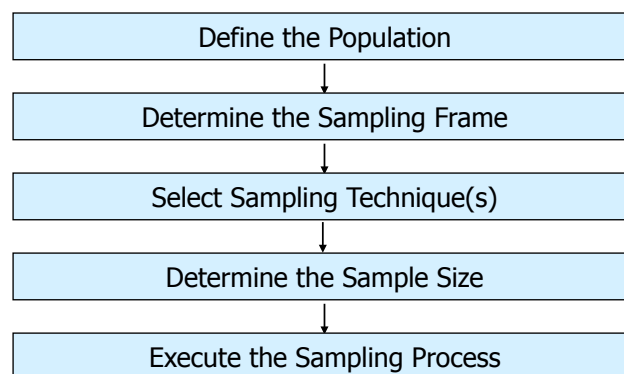 Define the Population
Determine the Sampling Frame
Select Sampling Technique(s)
Determine the Sample Size
Execute the Sampling Process